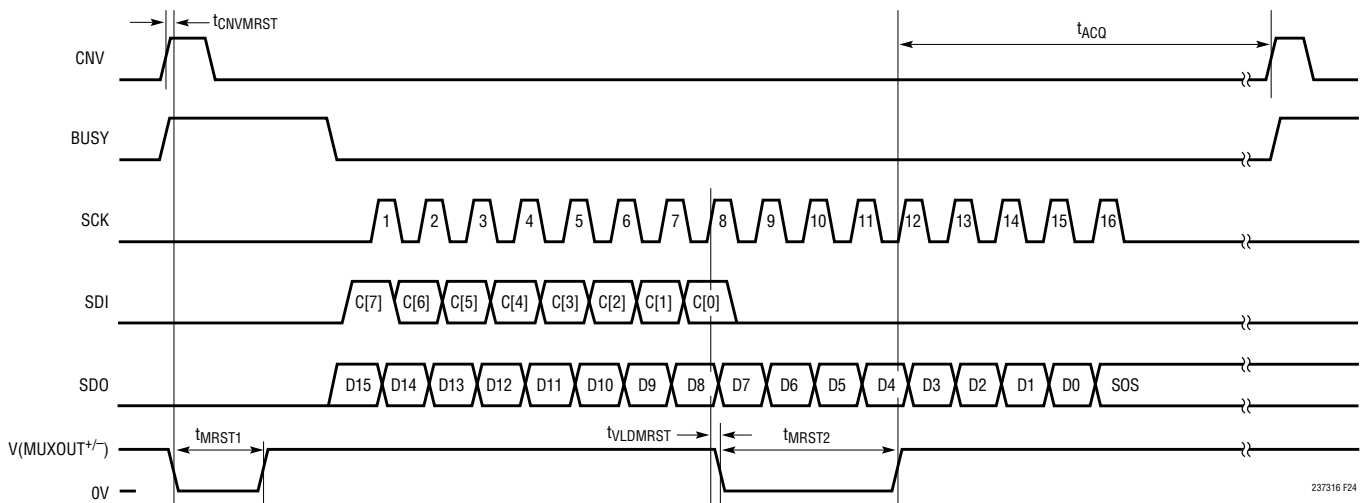 tCNVMRST
tACQ
CNV
BUSY
SCK
1 2 3 4 5 6 7 8 9 10 11 12 13 14 15 16
SDI
C[7] C[6] C[5] C[4] C[3] C[2] C[1] C[0]
SDO
D15 D14 D13 D12 D11 D10 D9 D8 D7 D6 D5 D4 D3 D2 D1 D0 SOS
V(MUXOUT+/–)
tMRST1
tVLDMRST
tMRST2
0V
237316 F24